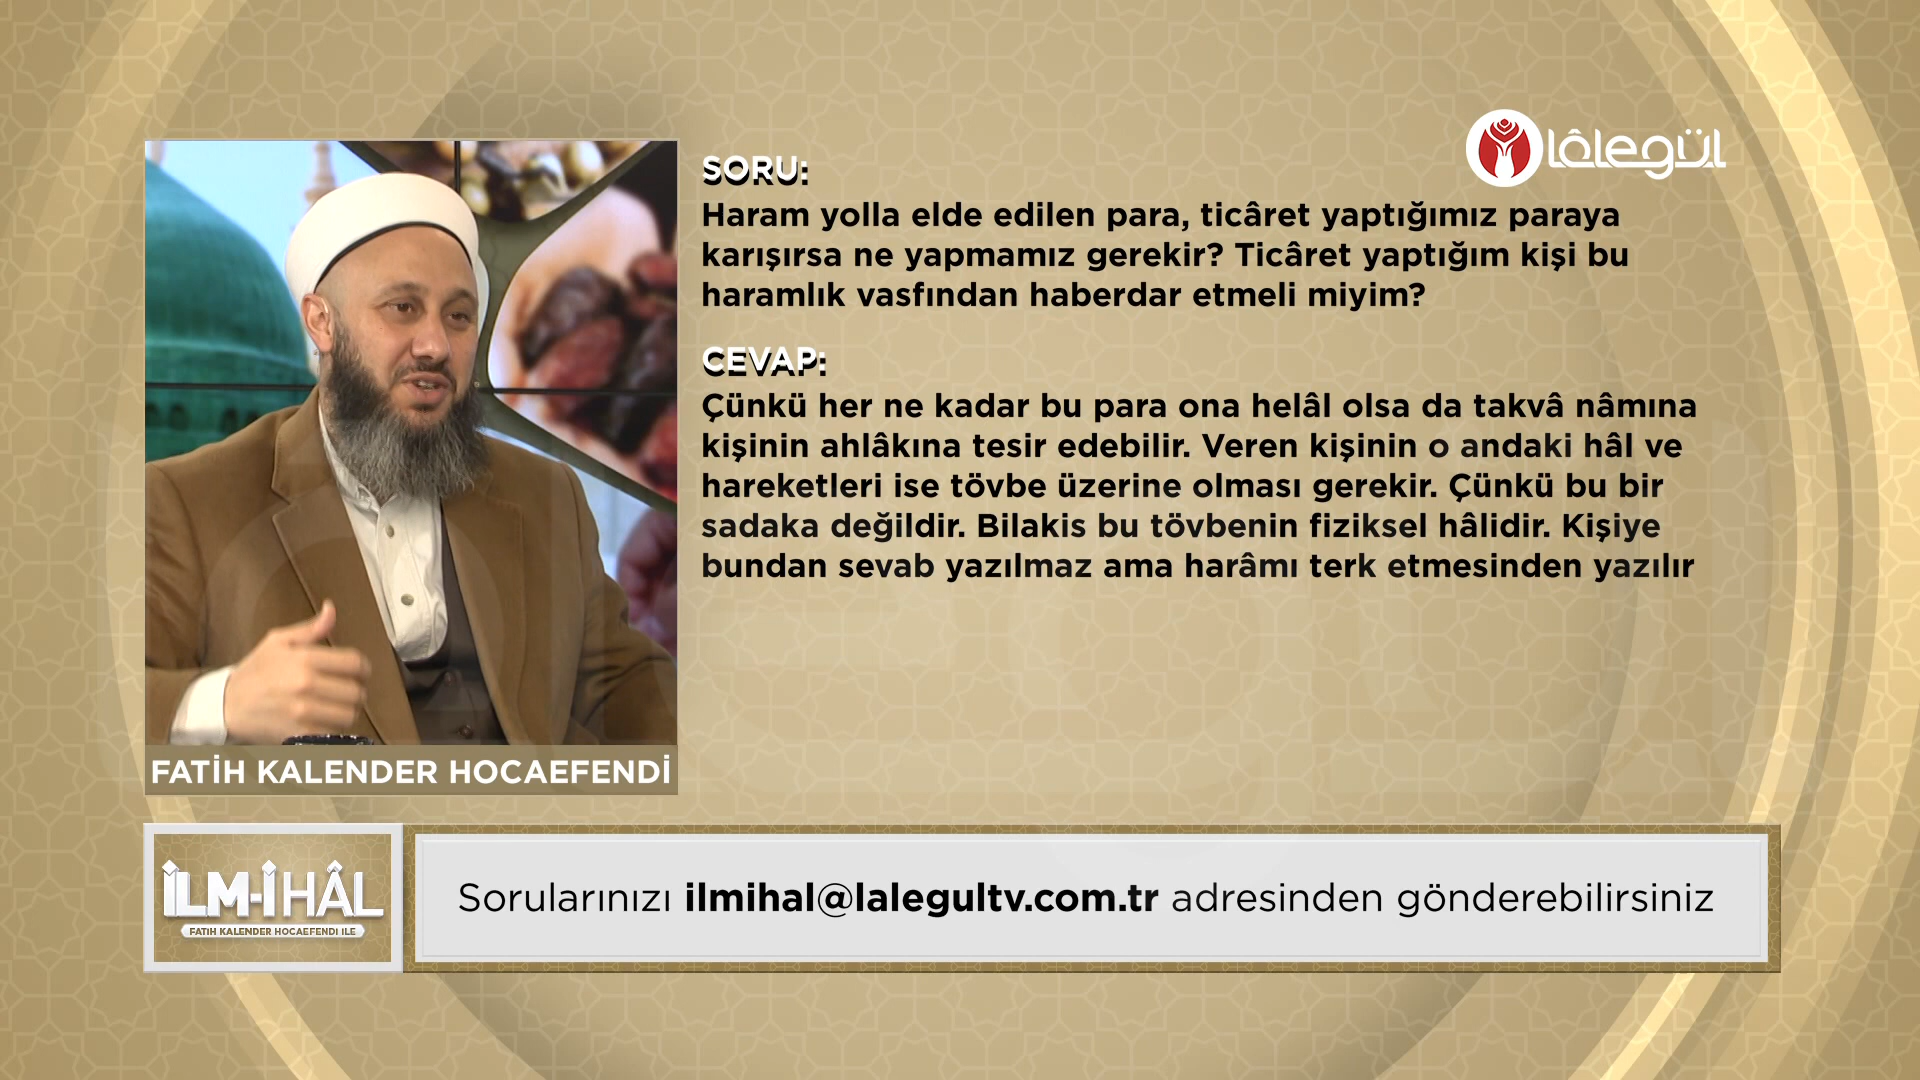 lâlegül
SORU:
Haram yolla elde edilen para, ticâret yaptığımız paraya
karışırsa ne yapmamız gerekir? Ticâret yaptığım kişi bu
haramlık vasfından haberdar etmeli miyim?
CEVAP:
Çünkü her ne kadar bu para ona helâl olsa da takvâ nâmına
kişinin ahlâkına tesir edebilir. Veren kişinin o andaki hâl ve
hareketleri ise tövbe üzerine olması gerekir. Çünkü bu bir
sadaka değildir. Bilakis bu tövbenin fiziksel hâlidir. Kişiye
bundan sevab yazılmaz ama harâmı terk etmesinden yazılır
FATİH KALENDER HOCAEFENDİ
İLM-İHÂL
FATIH KALENDER HOCAEFENDI ILE
Sorularınızı ilmihal@lalegultv.com.tr adresinden gönderebilirsiniz